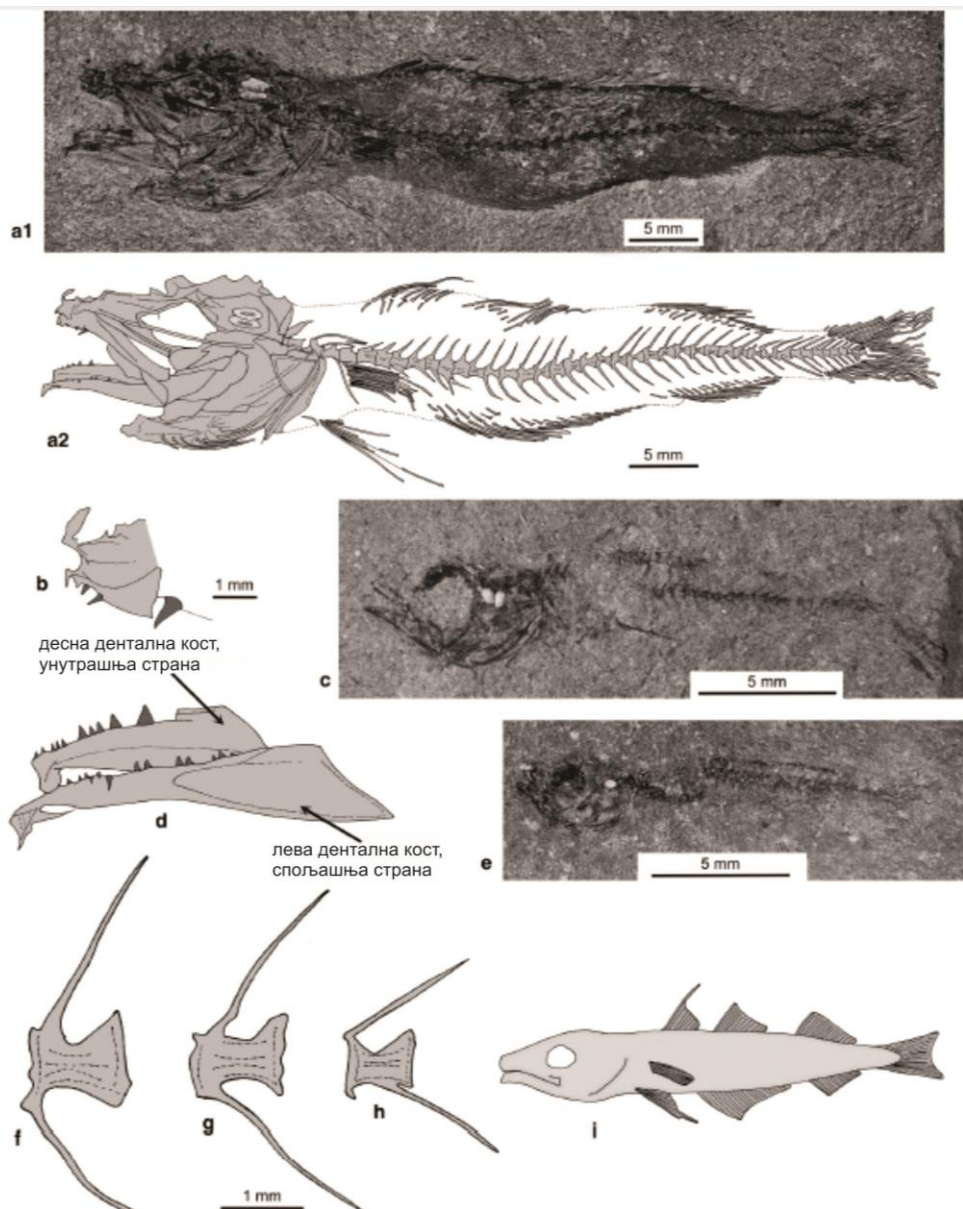 a1
5 mm
a2
5 mm
b
1 mm
десна дентална кост,
унутрашња страна
c
5 mm
d
лева дентална кост,
спољашња страна
e
5 mm
f
g
h
i
1 mm